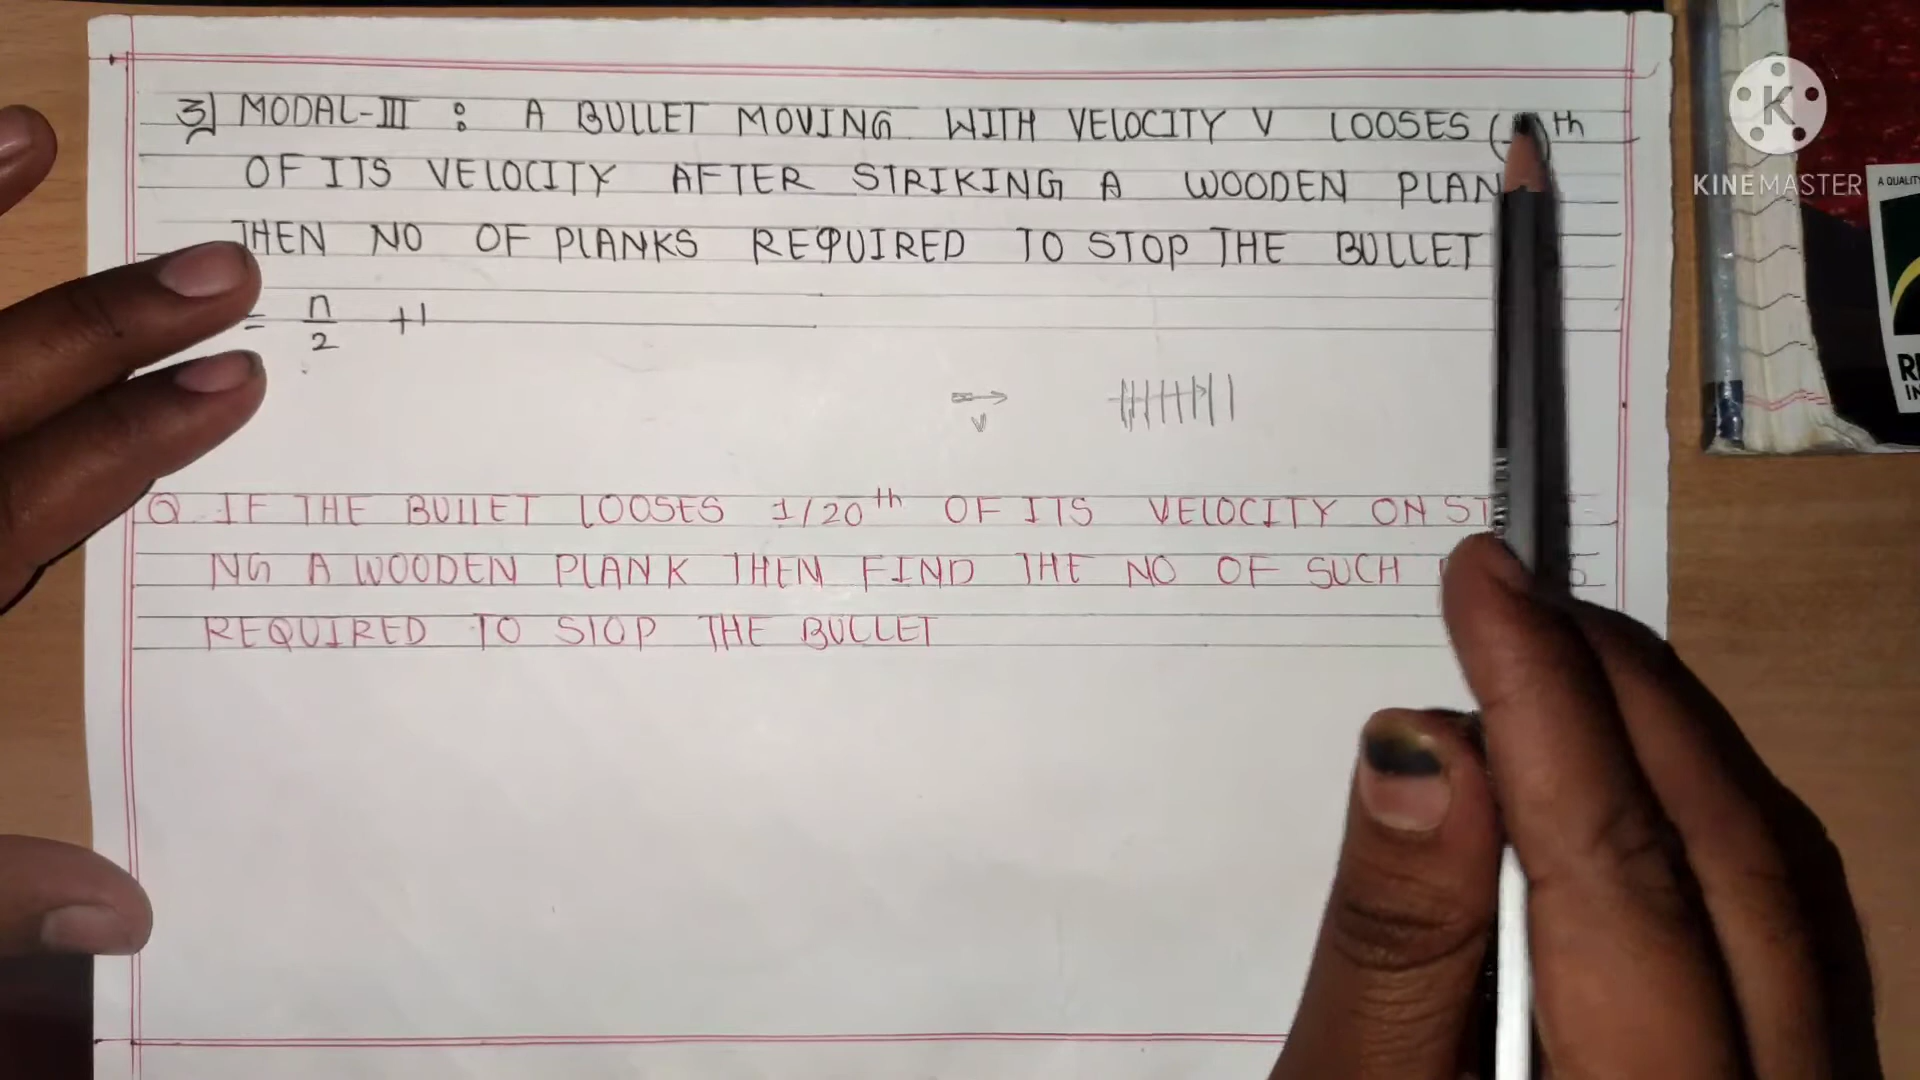 3) MODAL-III : A BULLET MOVING WITH VELOCITY V LOOSES ( )th
OF ITS VELOCITY AFTER STRIKING A WOODEN
THEN NO OF PLANKS REQUIRED TO STOP THE BULLET
= n/2 +1
V
Q IF THE BULLET LOOSES 1/20th OF ITS VELOCITY ON
NG A WOODEN PLANK THEN FIND THE NO OF SUCH
REQUIRED TO STOP THE BULLET
K
KINEMASTER
A QUALITY